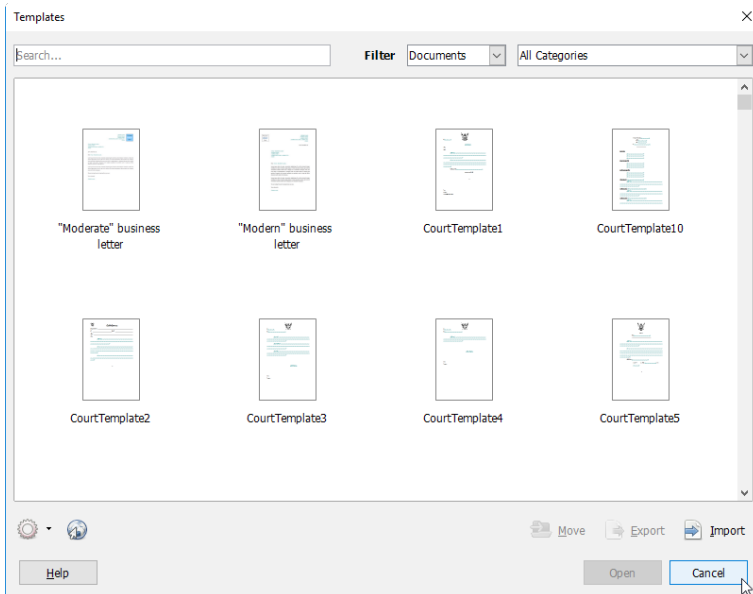 Templates
Search...
Filter Documents All Categories
"Moderate" business
letter
"Modern" business
letter
CourtTemplate1
CourtTemplate10
CourtTemplate2
CourtTemplate3
CourtTemplate4
CourtTemplate5
Move Export Import
Help Open Cancel